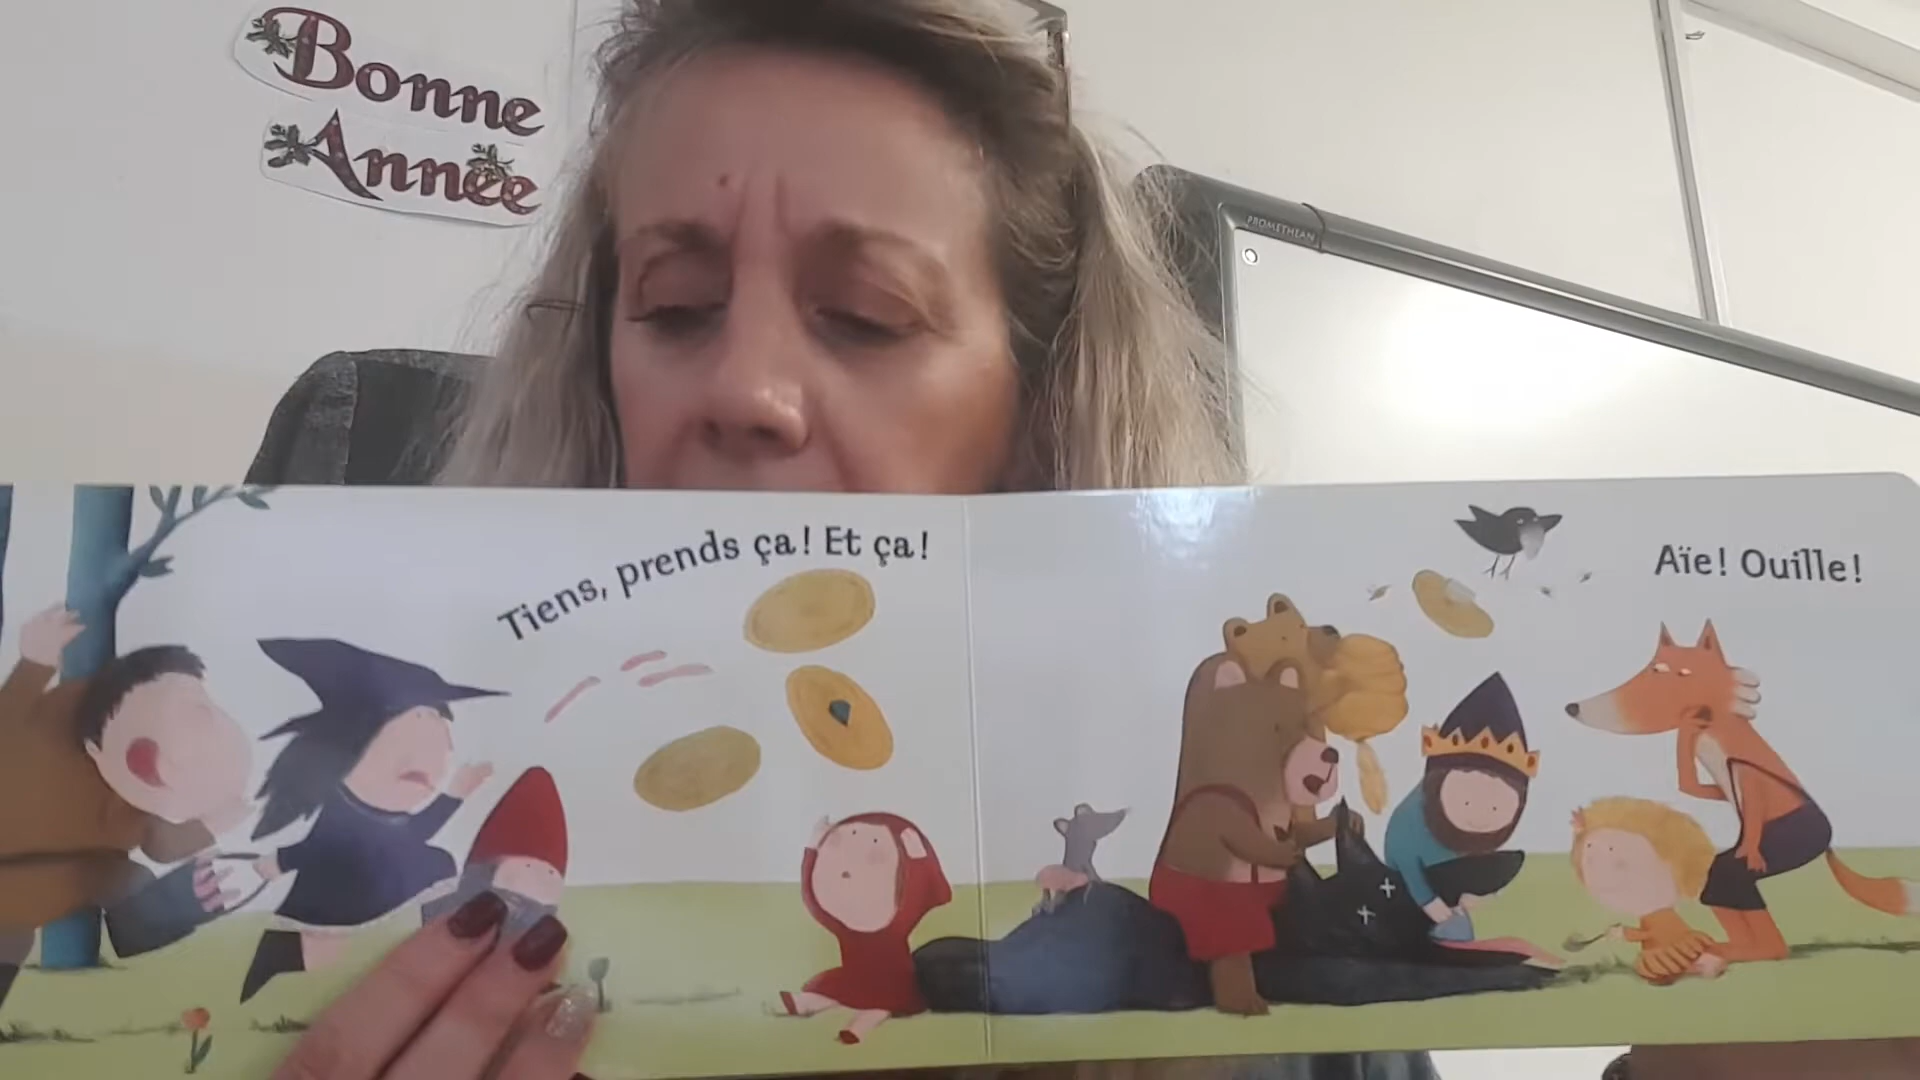 Bonne
Année
PROMETHEAN
Tiens, prends ça! Et ça!
Aïe! Ouille!